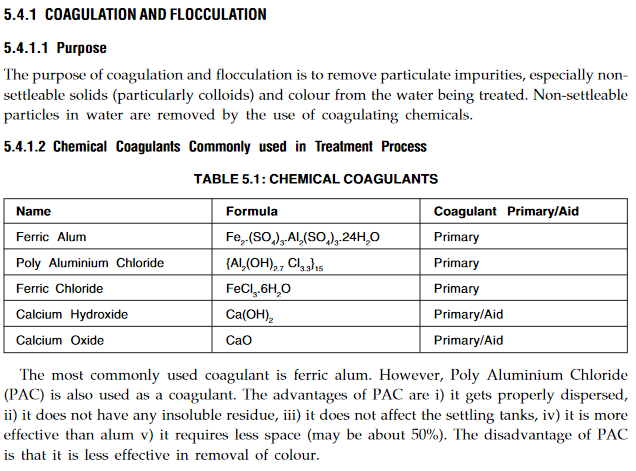 5.4.1 COAGULATION AND FLOCCULATION
5.4.1.1 Purpose
The purpose of coagulation and flocculation is to remove particulate impurities, especially non-
settleable solids (particularly colloids) and colour from the water being treated. Non-settleable
particles in water are removed by the use of coagulating chemicals.
5.4.1.2 Chemical Coagulants Commonly used in Treatment Process
TABLE 5.1: CHEMICAL COAGULANTS
Name Formula Coagulant Primary/Aid
Ferric Alum Fe₂.(SO₄)₃.Al₂(SO₄)₃.24H₂O Primary
Poly Aluminium Chloride {Al₂(OH)₂.₇ Cl₃.₃}₁₅ Primary
Ferric Chloride FeCl₃.6H₂O Primary
Calcium Hydroxide Ca(OH)₂ Primary/Aid
Calcium Oxide CaO Primary/Aid
The most commonly used coagulant is ferric alum. However, Poly Aluminium Chloride
(PAC) is also used as a coagulant. The advantages of PAC are i) it gets properly dispersed,
ii) it does not have any insoluble residue, iii) it does not affect the settling tanks, iv) it is more
effective than alum v) it requires less space (may be about 50%). The disadvantage of PAC
is that it is less effective in removal of colour.